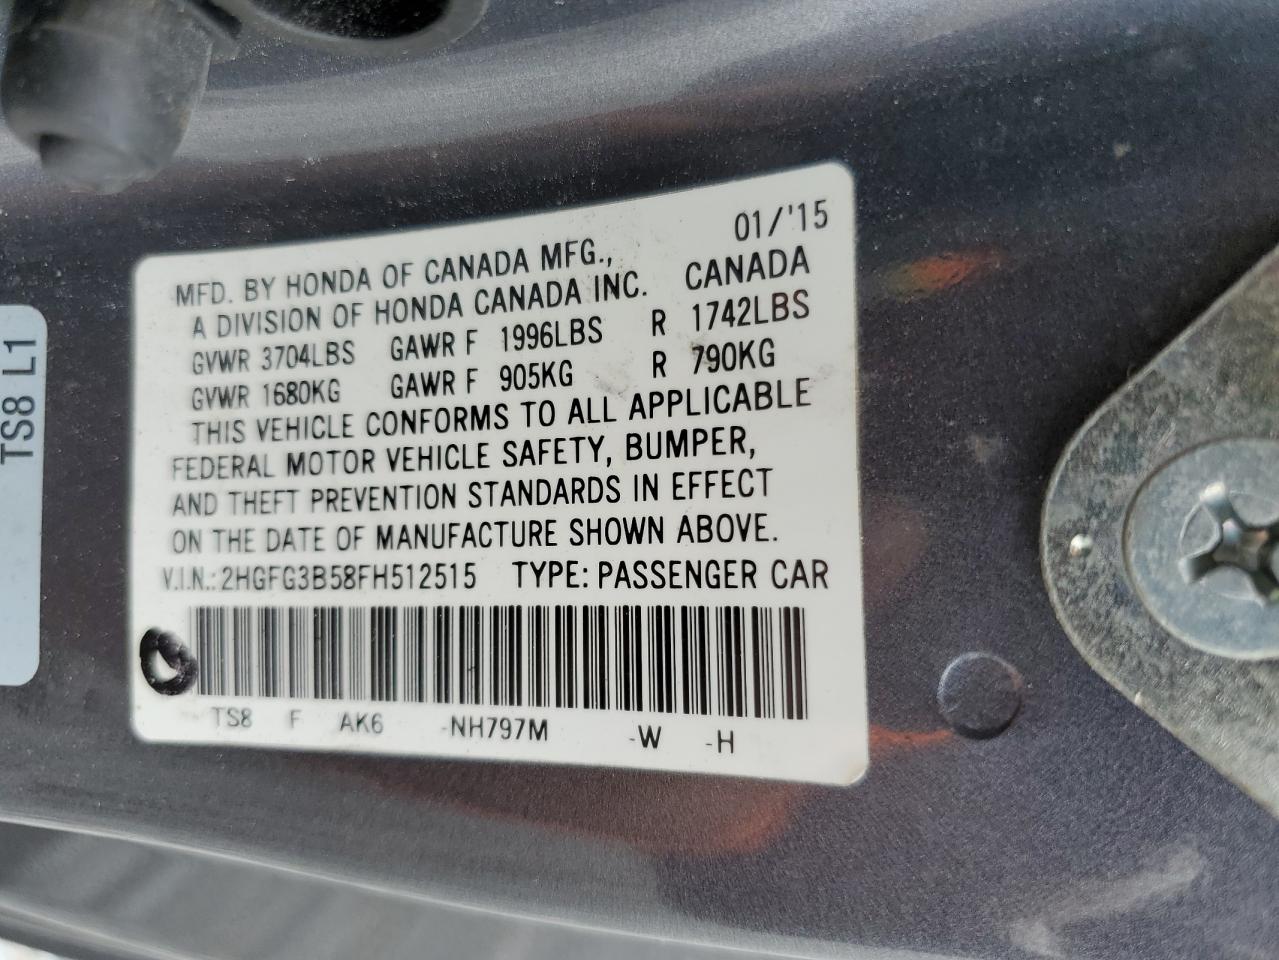 TS8 L1
01/'15
MFD. BY HONDA OF CANADA MFG.,
A DIVISION OF HONDA CANADA INC. CANADA
GVWR 3704LBS GAWR F 1996LBS R 1742LBS
GVWR 1680KG GAWR F 905KG R 790KG
THIS VEHICLE CONFORMS TO ALL APPLICABLE
FEDERAL MOTOR VEHICLE SAFETY, BUMPER,
AND THEFT PREVENTION STANDARDS IN EFFECT
ON THE DATE OF MANUFACTURE SHOWN ABOVE.
V.I.N.: 2HGFG3B58FH512515 TYPE: PASSENGER CAR
TS8 F AK6 -NH797M -W -H